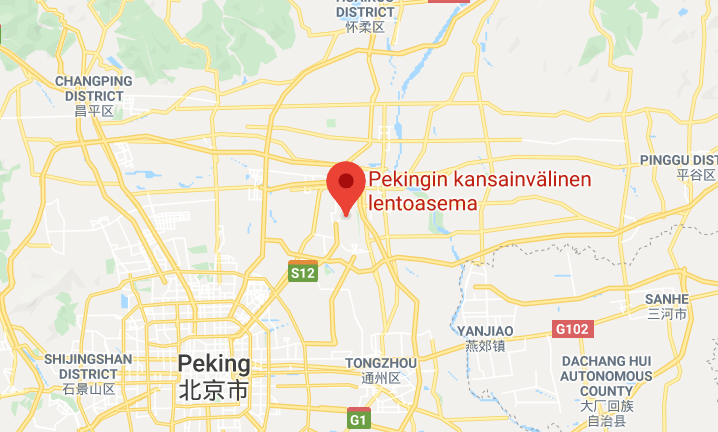 DISTRICT
怀柔区
CHANGPING
DISTRICT
昌平区
PINGGU
平谷区
Pekingin kansainvälinen
lentoasema
S12
SANHE
三河市
G102
YANJIAO
燕郊镇
SHIJINGSHAN
DISTRICT
石景山区
Peking
北京市
TONGZHOU
通州区
DACHANG HUI
AUTONOMOUS
COUNTY
大厂回族
自治县
G1